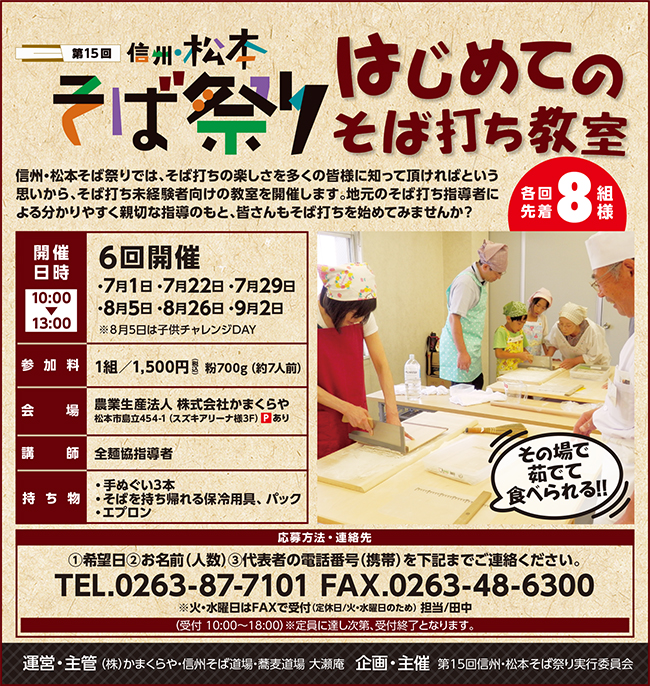 第15回
信州・松本
そば祭り
はじめての
そば打ち教室
信州・松本そば祭りでは、そば打ちの楽しさを多くの皆様に知って頂ければという
思いから、そば打ち未経験者向けの教室を開催します。地元のそば打ち指導者に
よる分かりやすく親切な指導のもと、皆さんもそば打ちを始めてみませんか?
各回
先着
8
組
様
開催
日時
10:00
▼
13:00
6回開催
・7月1日・7月22日・7月29日
・8月5日・8月26日・9月2日
※8月5日は子供チャレンジDAY
参加料
1組/1,500円(税込) 粉700g(約7人前)
会場
農業生産法人 株式会社かまくらや
松本市島立454-1(スズキアリーナ様3F) Pあり
講師
全麺協指導者
持ち物
・手ぬぐい3本
・そばを持ち帰れる保冷用具、パック
・エプロン
その場で
茹でて
食べられる!!
応募方法・連絡先
①希望日②お名前(人数)③代表者の電話番号(携帯)を下記までご連絡ください。
TEL.0263-87-7101 FAX.0263-48-6300
※火・水曜日はFAXで受付(定休日/火・水曜日のため) 担当/田中
(受付 10:00〜18:00)※定員に達し次第、受付終了となります。
運営・主管 (株)かまくらや・信州そば道場・蕎麦道場 大瀬庵 企画・主催 第15回信州・松本そば祭り実行委員会